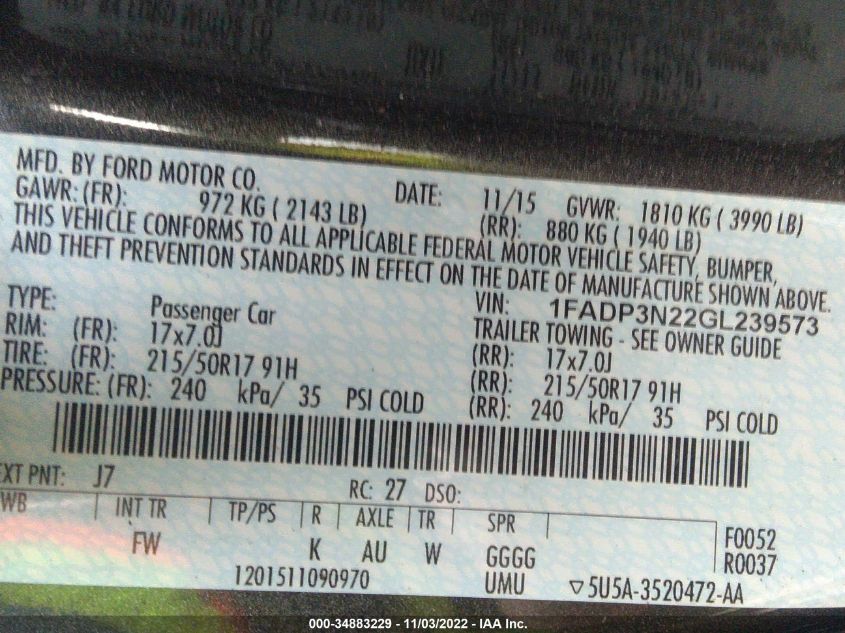 MFD. BY FORD MOTOR CO. DATE: 11/15 GVWR: 1810 KG ( 3990 LB)
GAWR: (FR): 972 KG ( 2143 LB) (RR): 880 KG ( 1940 LB)
THIS VEHICLE CONFORMS TO ALL APPLICABLE FEDERAL MOTOR VEHICLE SAFETY, BUMPER,
AND THEFT PREVENTION STANDARDS IN EFFECT ON THE DATE OF MANUFACTURE SHOWN ABOVE.
VIN: 1FADP3N22GL239573
TYPE: Passenger Car TRAILER TOWING - SEE OWNER GUIDE
RIM: (FR): 17x7.0J (RR): 17x7.0J
TIRE: (FR): 215/50R17 91H (RR): 215/50R17 91H
PRESSURE: (FR): 240 kPa/ 35 PSI COLD (RR): 240 kPa/ 35 PSI COLD
EXT PNT: J7 RC: 27 DSO:
WB INT TR TP/PS R AXLE TR SPR F0052
FW K AU W GGGG R0037
1201511090970 UMU ▽5U5A-3520472-AA
000-34883229 - 11/03/2022 - IAA Inc.